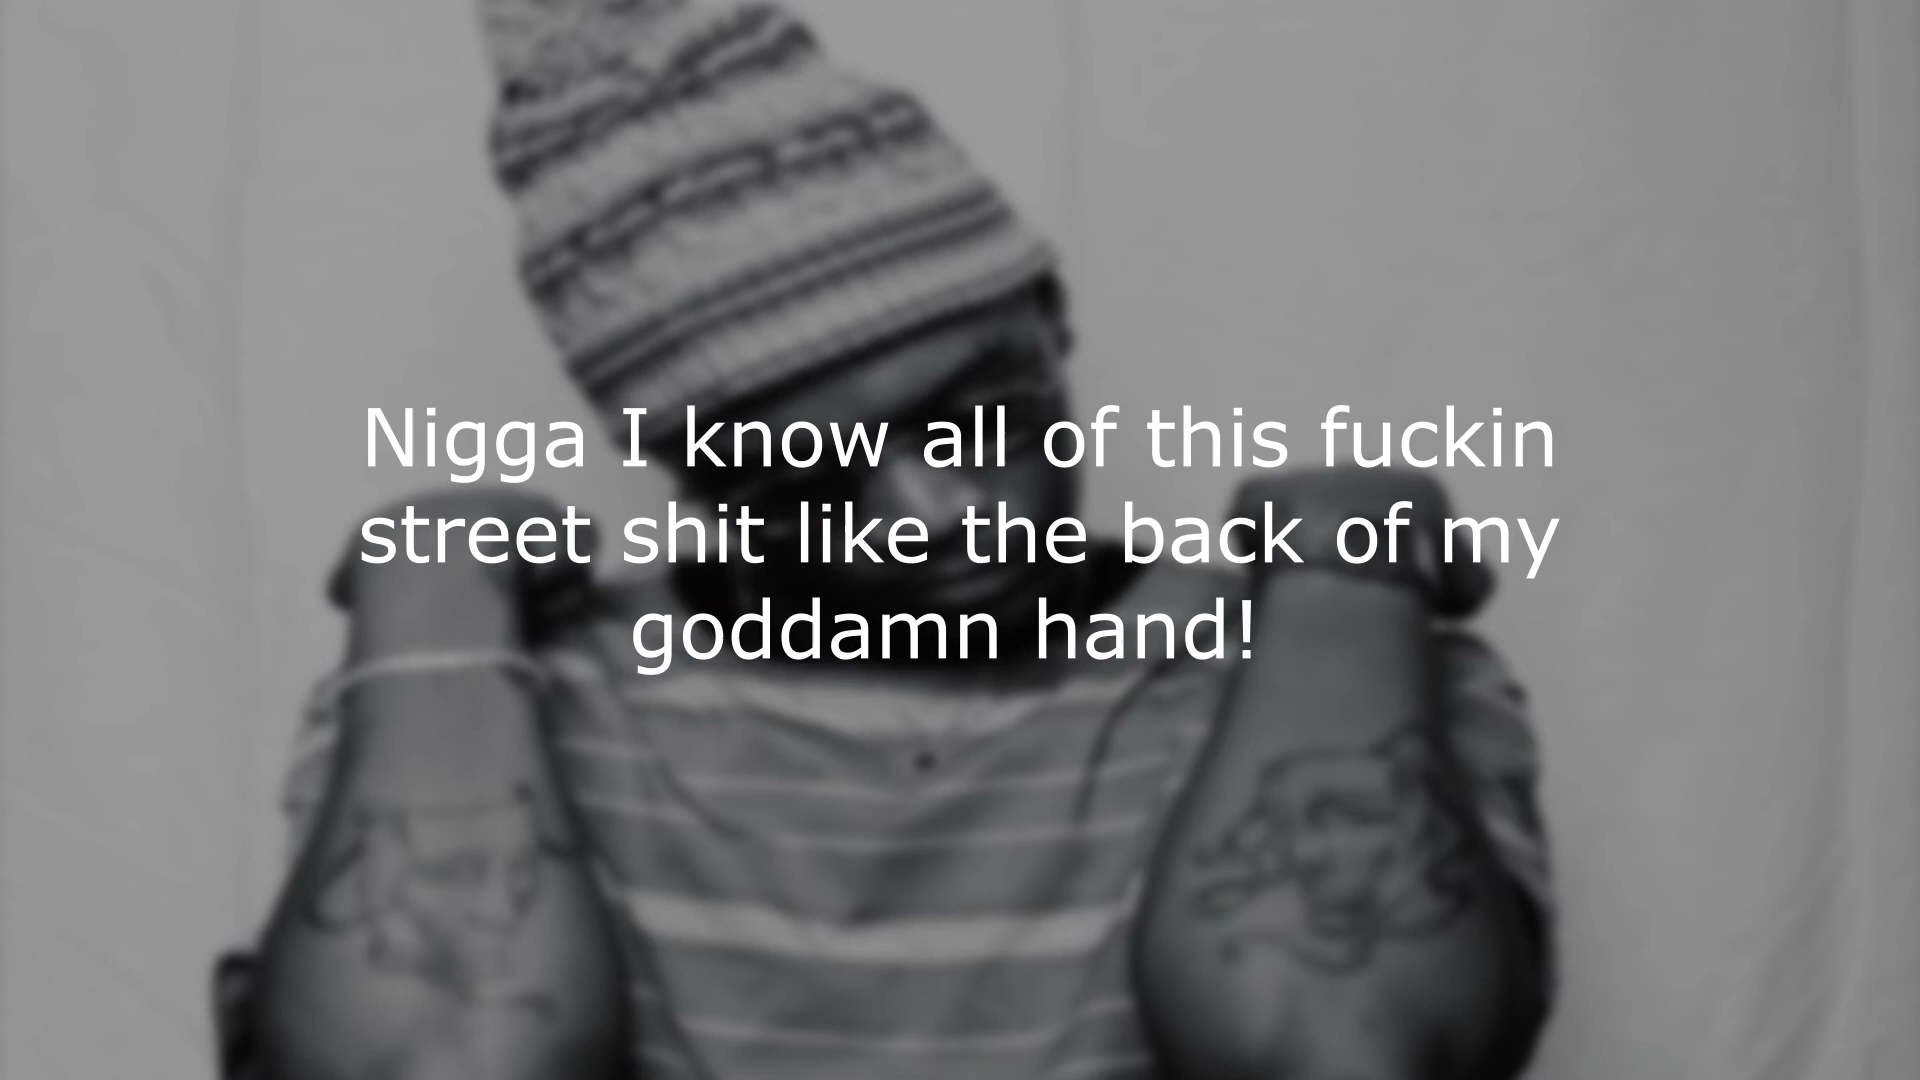 Nigga I know all of this fuckin
street shit like the back of my
goddamn hand!